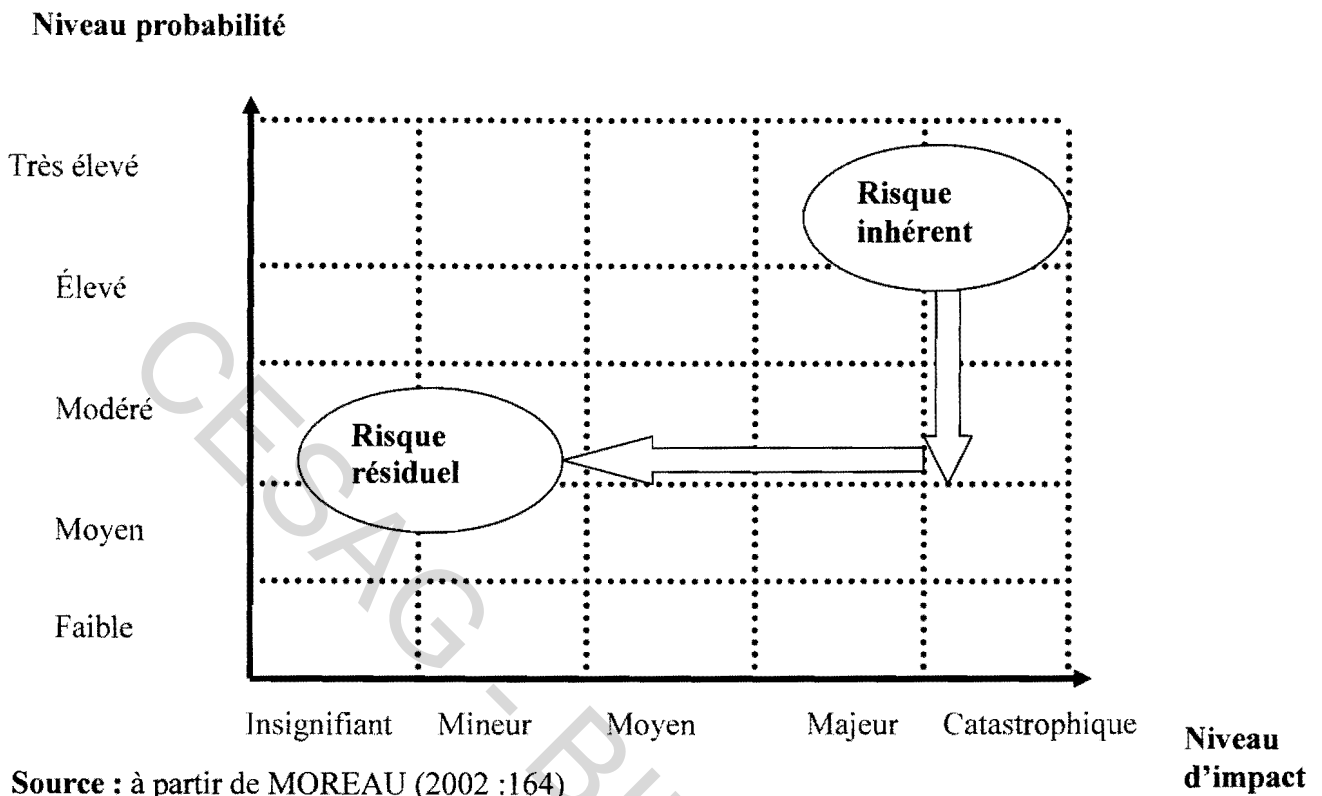 Niveau probabilité
Très élevé
Risque
inhérent
Élevé
Modéré
Risque
résiduel
Moyen
Faible
Insignifiant Mineur Moyen Majeur Catastrophique
Niveau
d'impact
Source : à partir de MOREAU (2002 :164)
CESAG - B